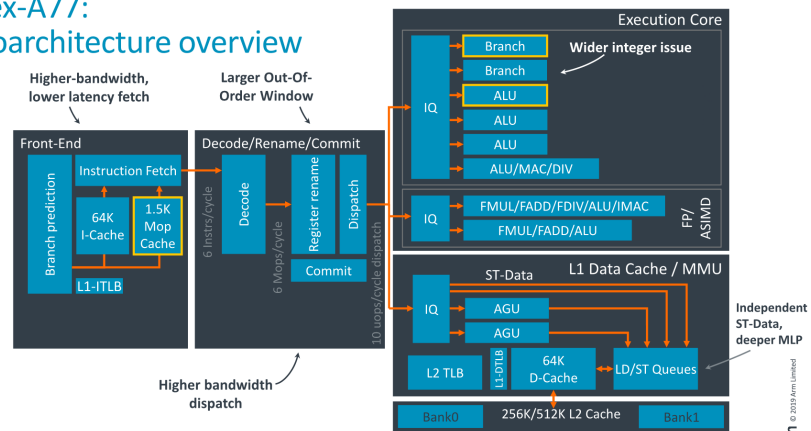 ex-A77:
oarchitecture overview
Higher-bandwidth,
lower latency fetch
Larger Out-Of-
Order Window
Front-End
Branch prediction
Instruction Fetch
64K
I-Cache
1.5K
Mop
Cache
L1-ITLB
Decode/Rename/Commit
6 Instrs/cycle
Decode
6 Mops/cycle
Register rename
Dispatch
Commit
10 uops/cycle dispatch
Higher bandwidth
dispatch
Execution Core
IQ
Branch
Branch
ALU
ALU
ALU
ALU/MAC/DIV
Wider integer issue
IQ
FMUL/FADD/FDIV/ALU/IMAC
FMUL/FADD/ALU
FP/
ASIMD
L1 Data Cache / MMU
ST-Data
IQ
AGU
AGU
L2 TLB
L1-DTLB
64K
D-Cache
LD/ST Queues
Independent
ST-Data,
deeper MLP
Bank0
256K/512K L2 Cache
Bank1
© 2019 Arm Limited